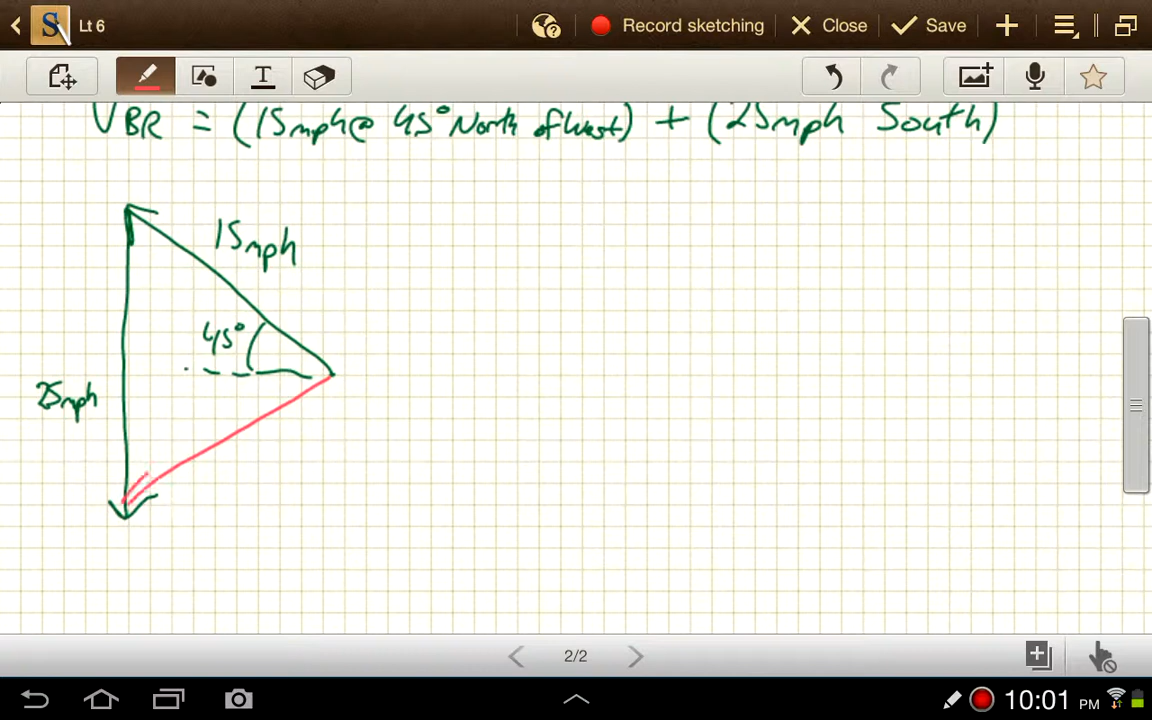 Lt 6
Record sketching
Close
Save
VBR = (15mph@ 45° North of West) + (25mph South)
15mph
45°
25mph
2/2
10:01 PM